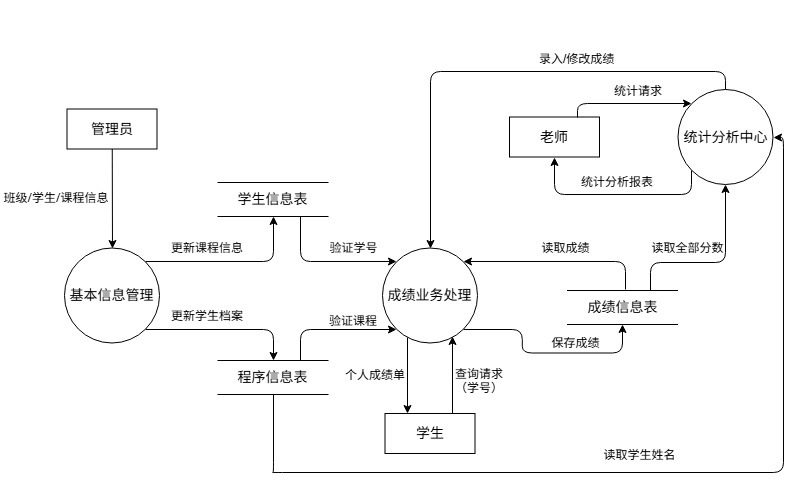 录入/修改成绩
统计请求
管理员
老师
统计分析中心
统计分析报表
班级/学生/课程信息
学生信息表
更新课程信息
验证学号
读取成绩
读取全部分数
基本信息管理
成绩业务处理
成绩信息表
更新学生档案
验证课程
保存成绩
程序信息表
个人成绩单
查询请求
（学号）
学生
读取学生姓名